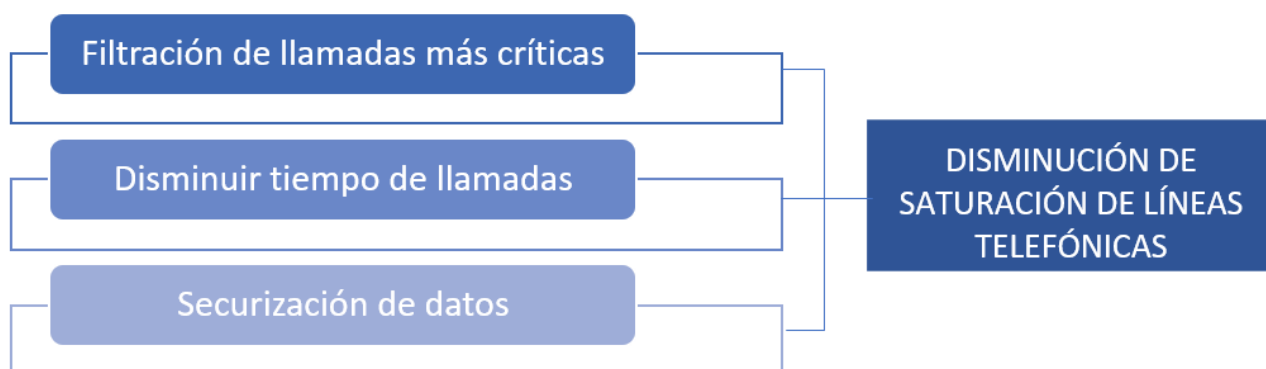 Filtración de llamadas más críticas
Disminuir tiempo de llamadas
Securización de datos
DISMINUCIÓN DE
SATURACIÓN DE LÍNEAS
TELEFÓNICAS